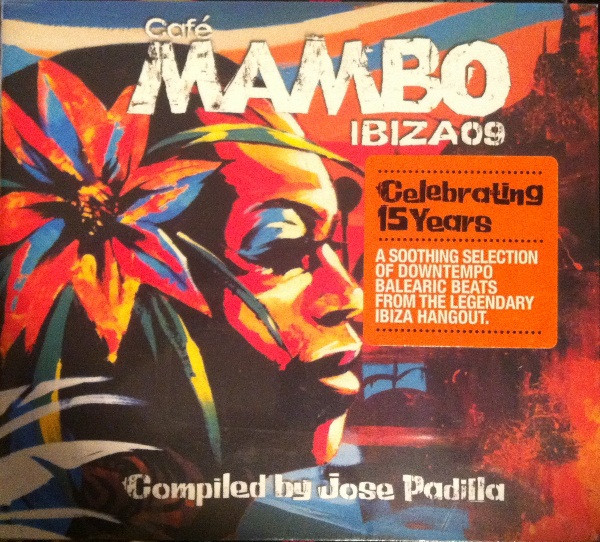 Café
MAMBO
IBIZA09
Celebrating
15 Years
A SOOTHING SELECTION
OF DOWNTEMPO
BALEARIC BEATS
FROM THE LEGENDARY
IBIZA HANGOUT.
Compiled by Jose Padilla